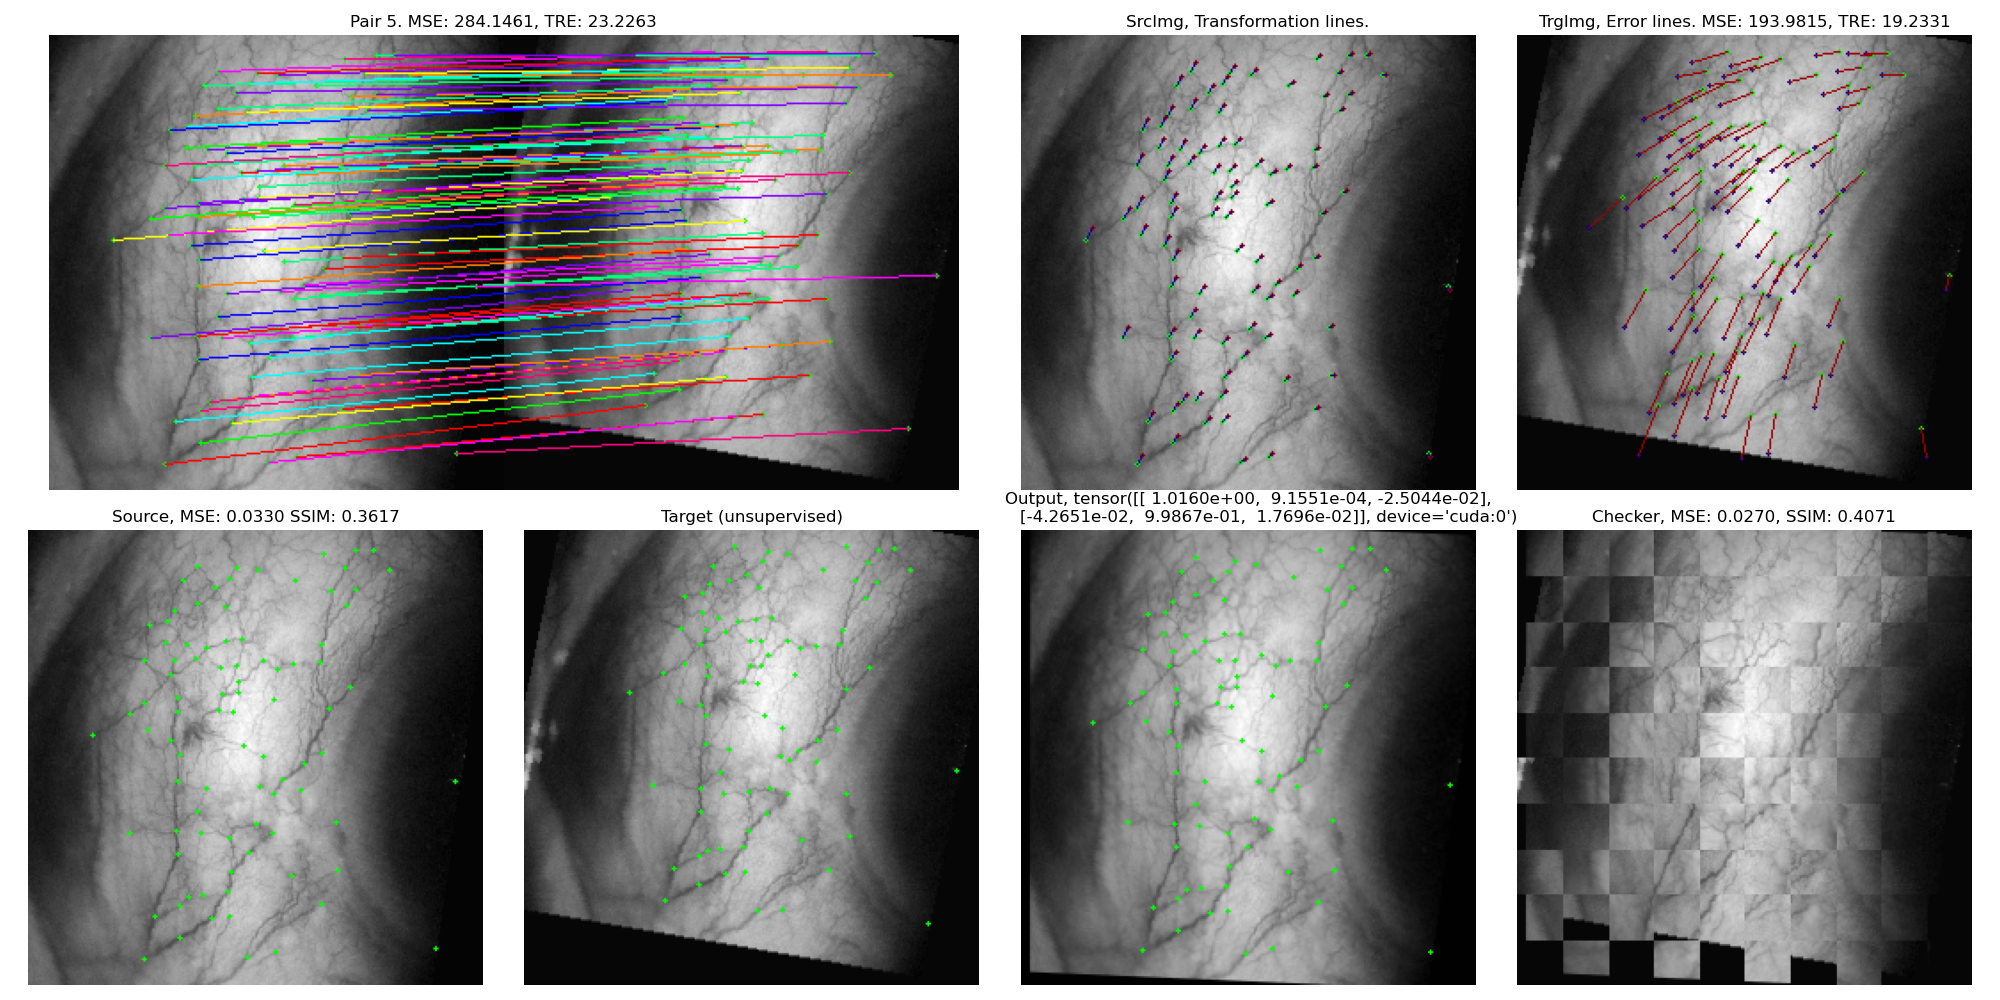 Pair 5. MSE: 284.1461, TRE: 23.2263
SrcImg, Transformation lines.
TrgImg, Error lines. MSE: 193.9815, TRE: 19.2331
Source, MSE: 0.0330 SSIM: 0.3617
Target (unsupervised)
Output, tensor([[ 1.0160e+00,  9.1551e-04, -2.5044e-02],
[-4.2651e-02,  9.9867e-01,  1.7696e-02]], device='cuda:0')
Checker, MSE: 0.0270, SSIM: 0.4071